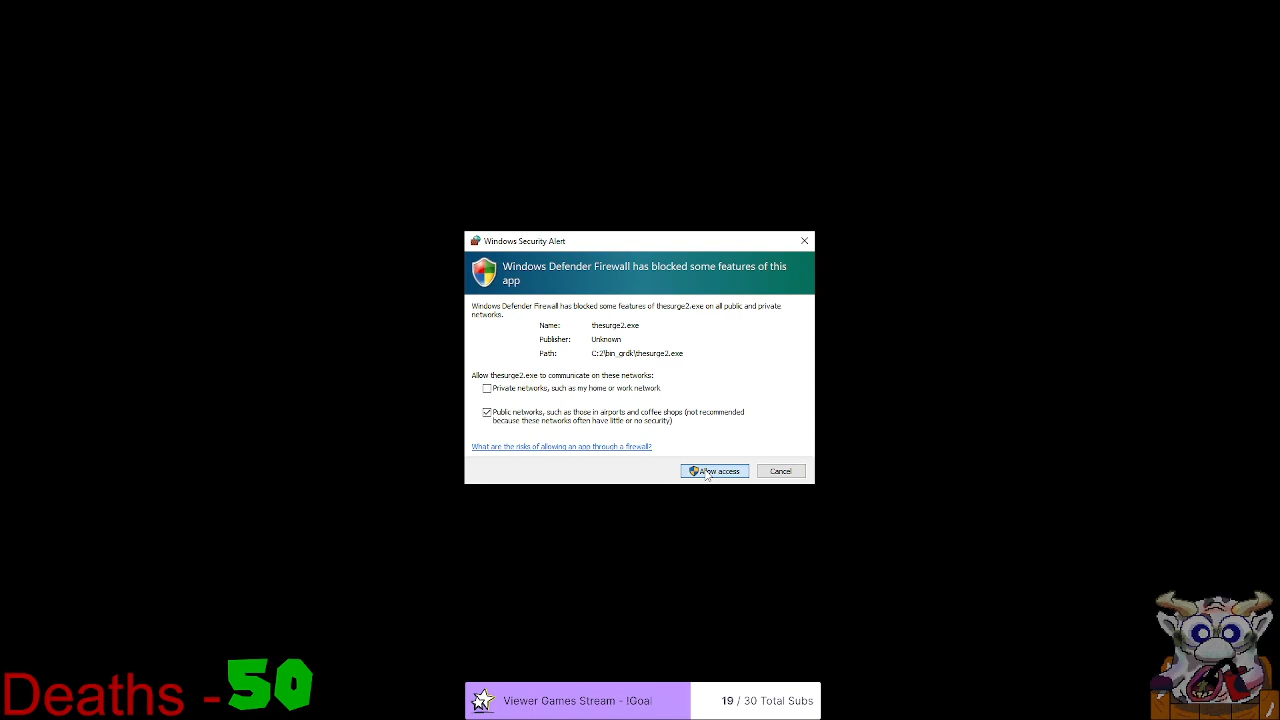 Windows Security Alert
Windows Defender Firewall has blocked some features of this
app
Windows Defender Firewall has blocked some features of thesurge2.exe on all public and private
networks.
Name: thesurge2.exe
Publisher: Unknown
Path: C:2\bin_grdk\thesurge2.exe
Allow thesurge2.exe to communicate on these networks:
Private networks, such as my home or work network
Public networks, such as those in airports and coffee shops (not recommended
because these networks often have little or no security)
What are the risks of allowing an app through a firewall?
Allow access Cancel
Deaths - 50
Viewer Games Stream - !Goal 19 / 30 Total Subs